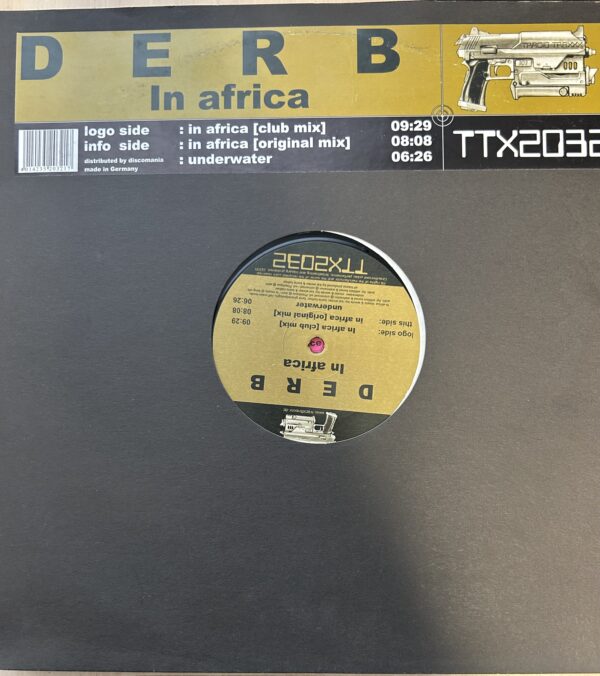 DERB
In africa
logo side : in africa [club mix] 09:29
info side : in africa [original mix] 08:08
distributed by discomania : underwater 06:26
made in Germany
TTX2032
DERB
In africa
logo side: In africa [club mix] 09:29
this side: in africa [original mix] 08:08
underwater 06:26
TTX2032